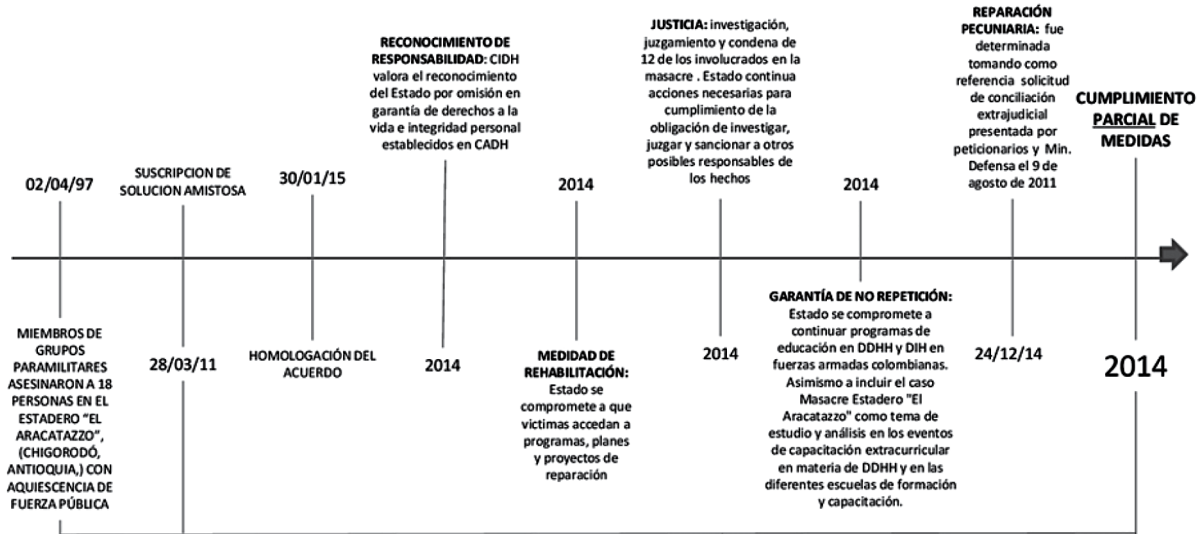 02/04/97
MIEMBROS DE
GRUPOS
PARAMILITARES
ASESINARON A 18
PERSONAS EN EL
ESTADERO “EL
ARACATAZZO”,
(CHIGORODÓ,
ANTIOQUIA,) CON
AQUIESCENCIA DE
FUERZA PÚBLICA
SUSCRIPCION DE
SOLUCION AMISTOSA
28/03/11
30/01/15
HOMOLOGACIÓN DEL
ACUERDO
RECONOCIMIENTO DE
RESPONSABILIDAD: CIDH
valora el reconocimiento
del Estado por omisión en
garantía de derechos a la
vida e integridad personal
establecidos en CADH
2014
2014
MEDIDAD DE
REHABILITACIÓN:
Estado se
compromete a que
victimas accedan a
programas, planes
y proyectos de
reparación
JUSTICIA: investigación,
juzgamiento y condena de
12 de los involucrados en la
masacre . Estado continua
acciones necesarias para
cumplimiento de la
obligación de investigar,
juzgar y sancionar a otros
posibles responsables de
los hechos
2014
2014
GARANTÍA DE NO REPETICIÓN:
Estado se compromete a
continuar programas de
educación en DDHH y DIH en
fuerzas armadas colombianas.
Asimismo a incluir el caso
Masacre Estadero "El
Aracatazzo" como tema de
estudio y análisis en los eventos
de capacitación extracurricular
en materia de DDHH y en las
diferentes escuelas de formación
y capacitación.
REPARACIÓN
PECUNIARIA: fue
determinada
tomando como
referencia solicitud
de conciliación
extrajudicial
presentada por
peticionarios y Min.
Defensa el 9 de
agosto de 2011
24/12/14
CUMPLIMIENTO
PARCIAL DE
MEDIDAS
2014